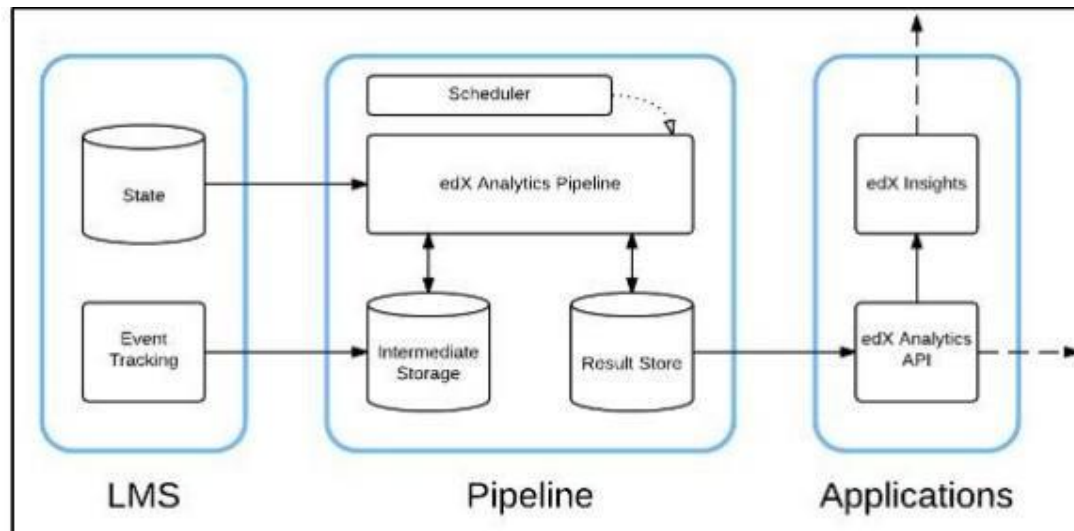 Scheduler
State
edX Analytics Pipeline
edX Insights
Event
Tracking
Intermediate
Storage
Result Store
edX Analytics
API
LMS
Pipeline
Applications